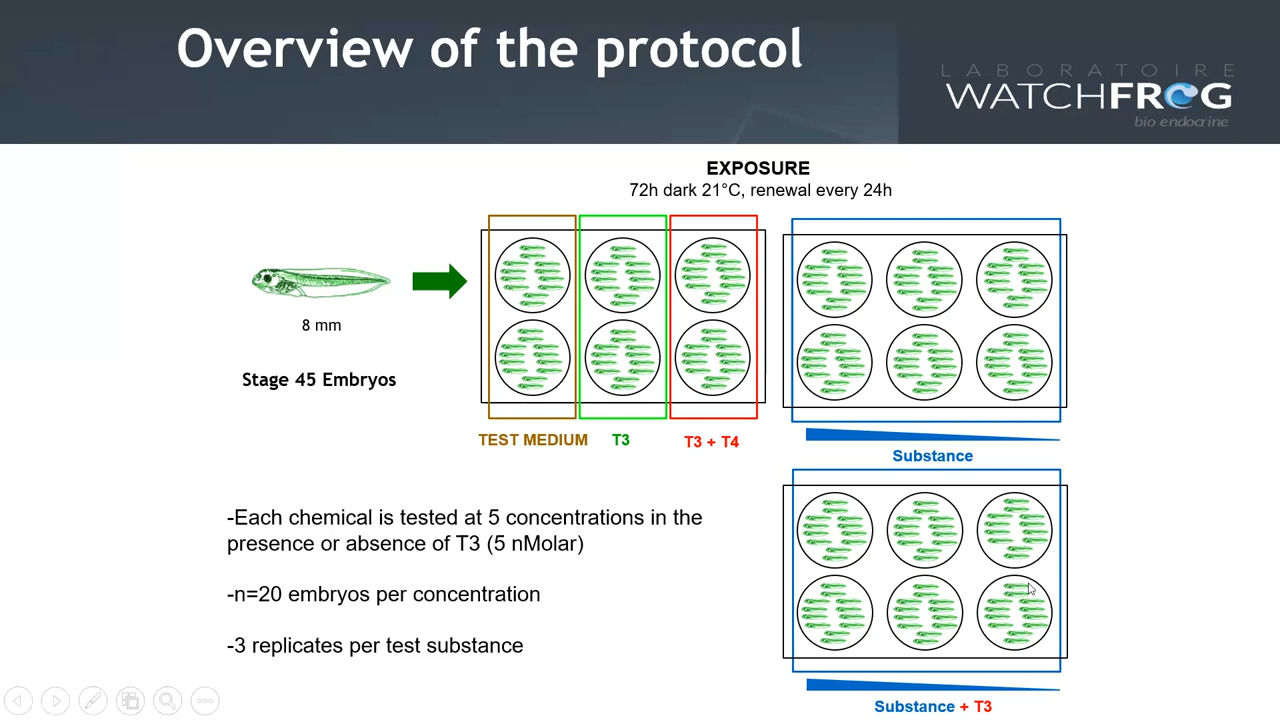 Overview of the protocol
LABORATOIRE
WATCHFROG
bio endocrine
EXPOSURE
72h dark 21°C, renewal every 24h
8 mm
Stage 45 Embryos
TEST MEDIUM
T3
T3 + T4
Substance
-Each chemical is tested at 5 concentrations in the
presence or absence of T3 (5 nMolar)
-n=20 embryos per concentration
-3 replicates per test substance
Substance + T3